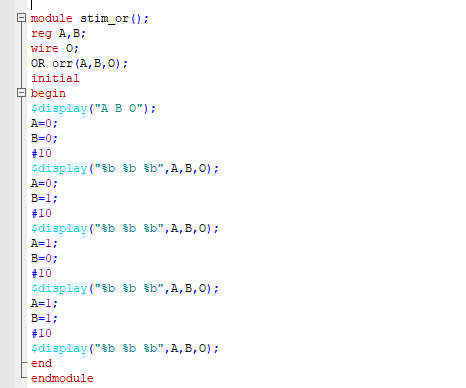 module stim_or();
reg A,B;
wire O;
OR orr(A,B,O);
initial
begin
$display("A B O");
A=0;
B=0;
#10
$display("%b %b %b",A,B,O);
A=0;
B=1;
#10
$display("%b %b %b",A,B,O);
A=1;
B=0;
#10
$display("%b %b %b",A,B,O);
A=1;
B=1;
#10
$display("%b %b %b",A,B,O);
end
endmodule